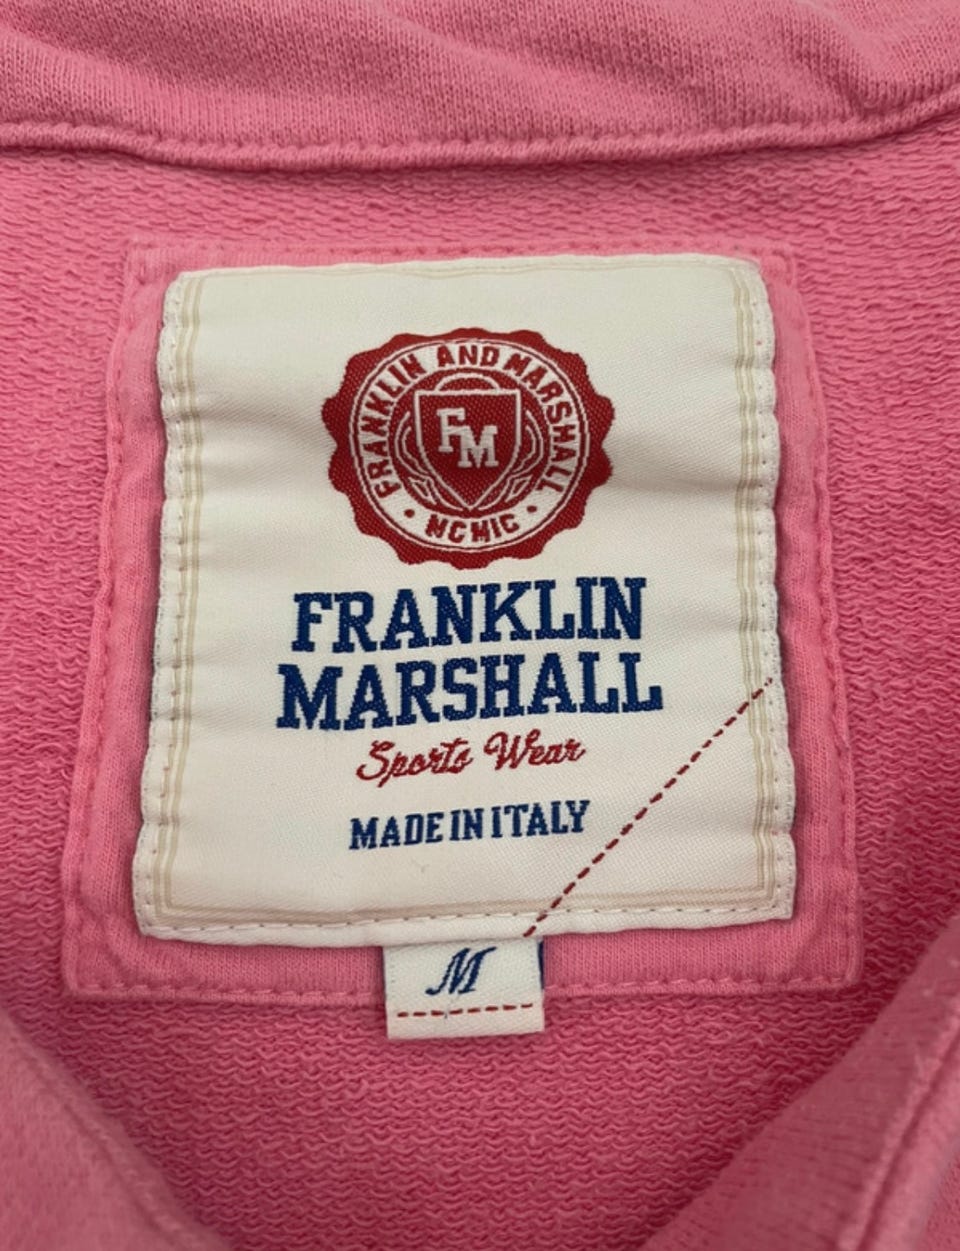 FRANKLIN AND MARSHALL
FM
• MCMIC •
FRANKLIN
MARSHALL
Sports Wear
MADE IN ITALY
M